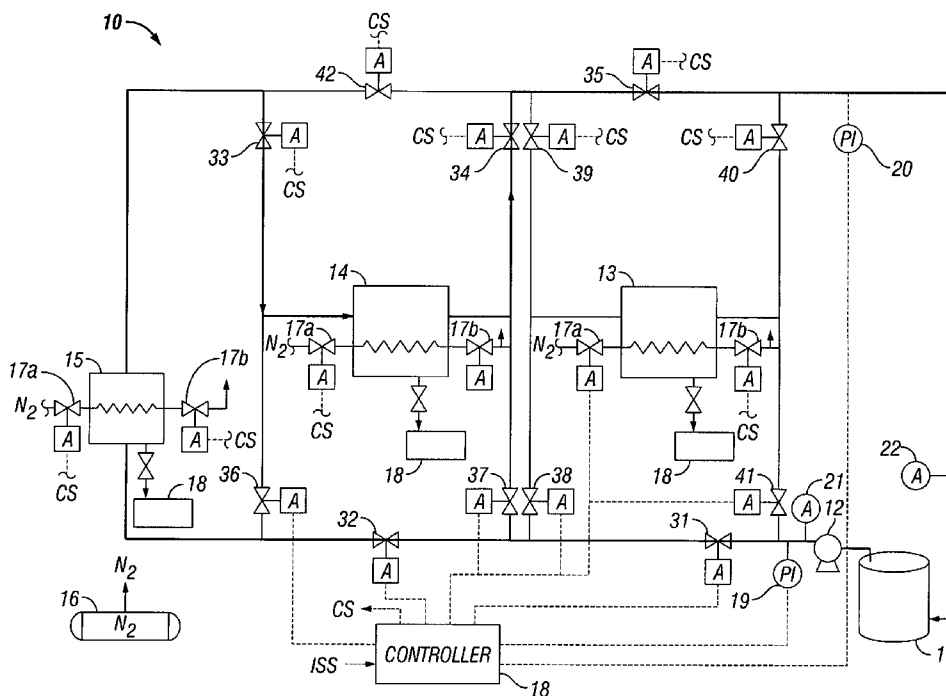 10
CS
A
CS
42
35
A
CS
33
A
CS
CS
A
34
A
CS
39
CS
A
40
PI
20
14
13
17a
N2
17b
A
A
CS
17a
N2
17b
A
A
CS
15
17a
17b
N2
A
CS
A
CS
18
18
18
36
A
32
A
37
A
38
A
31
A
41
A
21
A
12
22
A
PI
19
N2
16
N2
CS
ISS
CONTROLLER
18
1